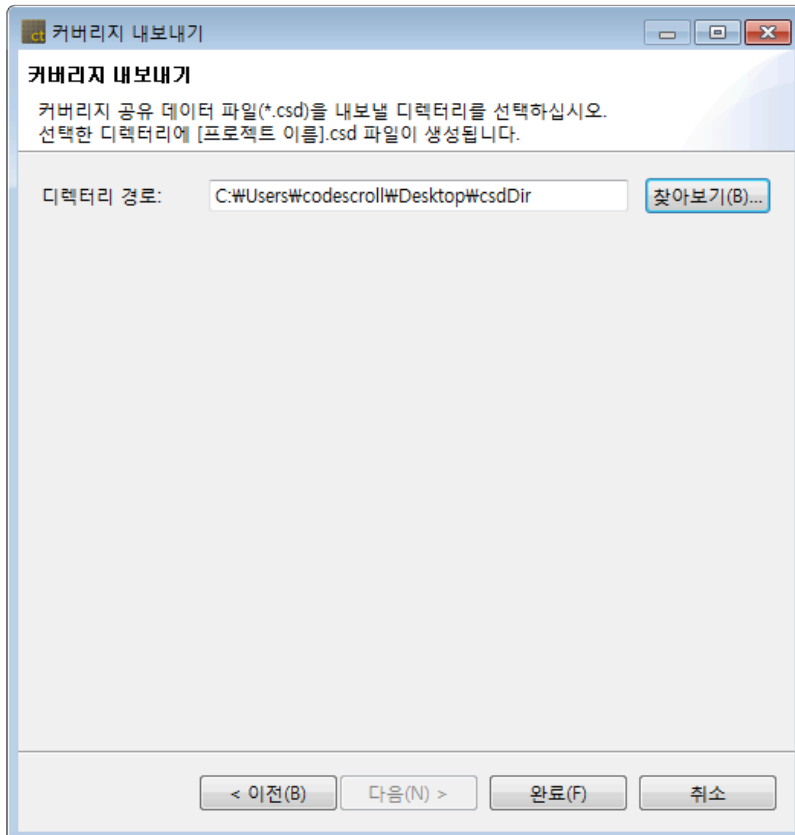 ct 커버리지 내보내기
커버리지 내보내기
커버리지 공유 데이터 파일(*.csd)을 내보낼 디렉터리를 선택하십시오.
선택한 디렉터리에 [프로젝트 이름].csd 파일이 생성됩니다.
디렉터리 경로: C:₩Users₩codescroll₩Desktop₩csdDir 찾아보기(B)...
< 이전(B) 다음(N) > 완료(F) 취소